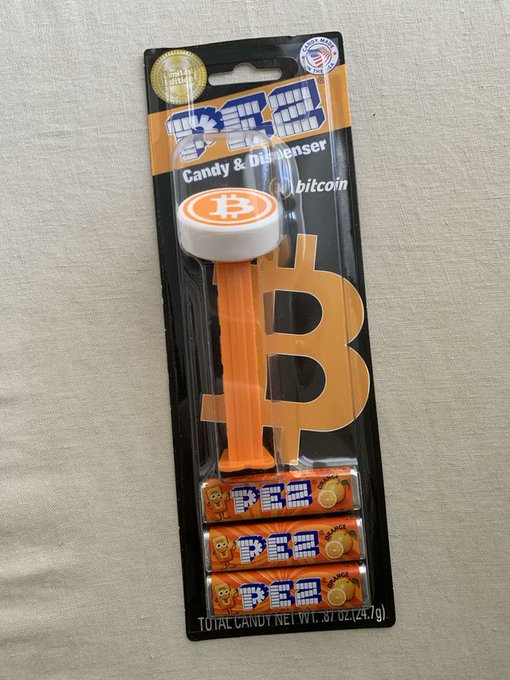 Limited
Edition
CANDY MADE
IN THE USA
PEZ
Candy & Dispenser
bitcoin
ORANGE
PEZ
ORANGE
PEZ
ORANGE
PEZ
TOTAL CANDY NET WT. .87 OZ.(24.7g)